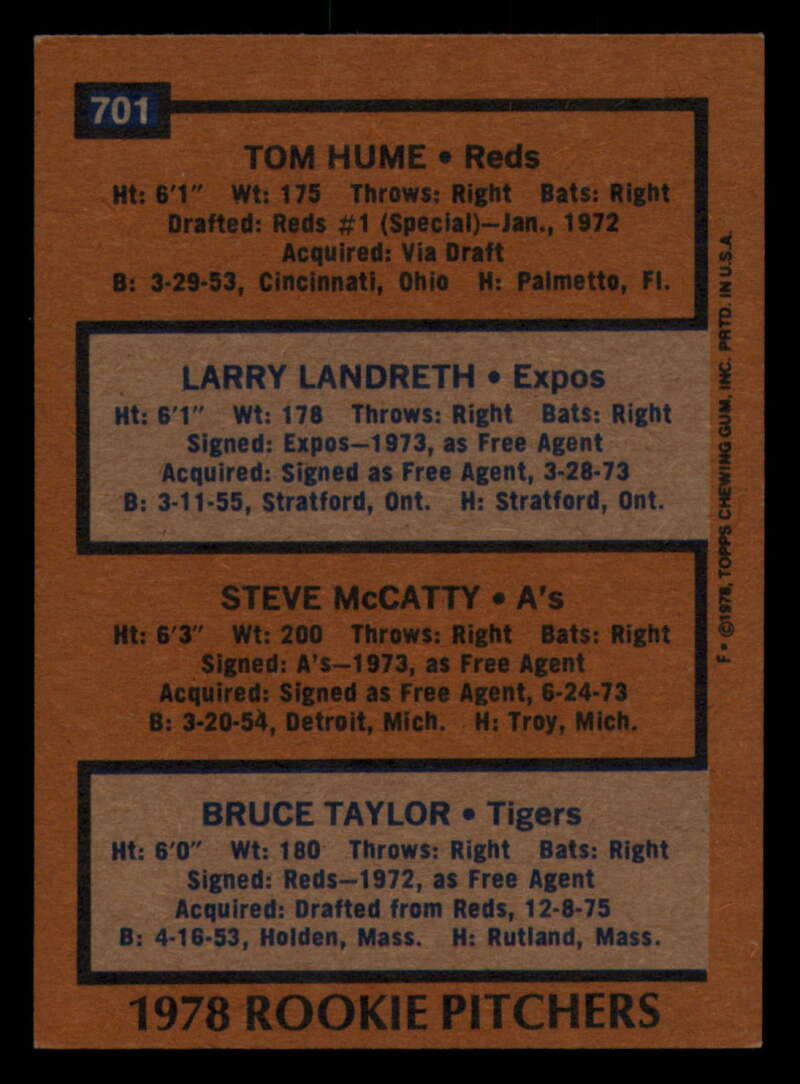 701
TOM HUME • Reds
Ht: 6'1" Wt: 175 Throws: Right Bats: Right
Drafted: Reds #1 (Special)—Jan., 1972
Acquired: Via Draft
B: 3-29-53, Cincinnati, Ohio H: Palmetto, Fl.
LARRY LANDRETH • Expos
Ht: 6'1" Wt: 178 Throws: Right Bats: Right
Signed: Expos—1973, as Free Agent
Acquired: Signed as Free Agent, 3-28-73
B: 3-11-55, Stratford, Ont. H: Stratford, Ont.
STEVE McCATTY • A's
Ht: 6'3" Wt: 200 Throws: Right Bats: Right
Signed: A's—1973, as Free Agent
Acquired: Signed as Free Agent, 6-24-73
B: 3-20-54, Detroit, Mich. H: Troy, Mich.
BRUCE TAYLOR • Tigers
Ht: 6'0" Wt: 180 Throws: Right Bats: Right
Signed: Reds—1972, as Free Agent
Acquired: Drafted from Reds, 12-8-75
B: 4-16-53, Holden, Mass. H: Rutland, Mass.
1978 ROOKIE PITCHERS
F• ©1978, TOPPS CHEWING GUM, INC. PRTD. IN U.S.A.